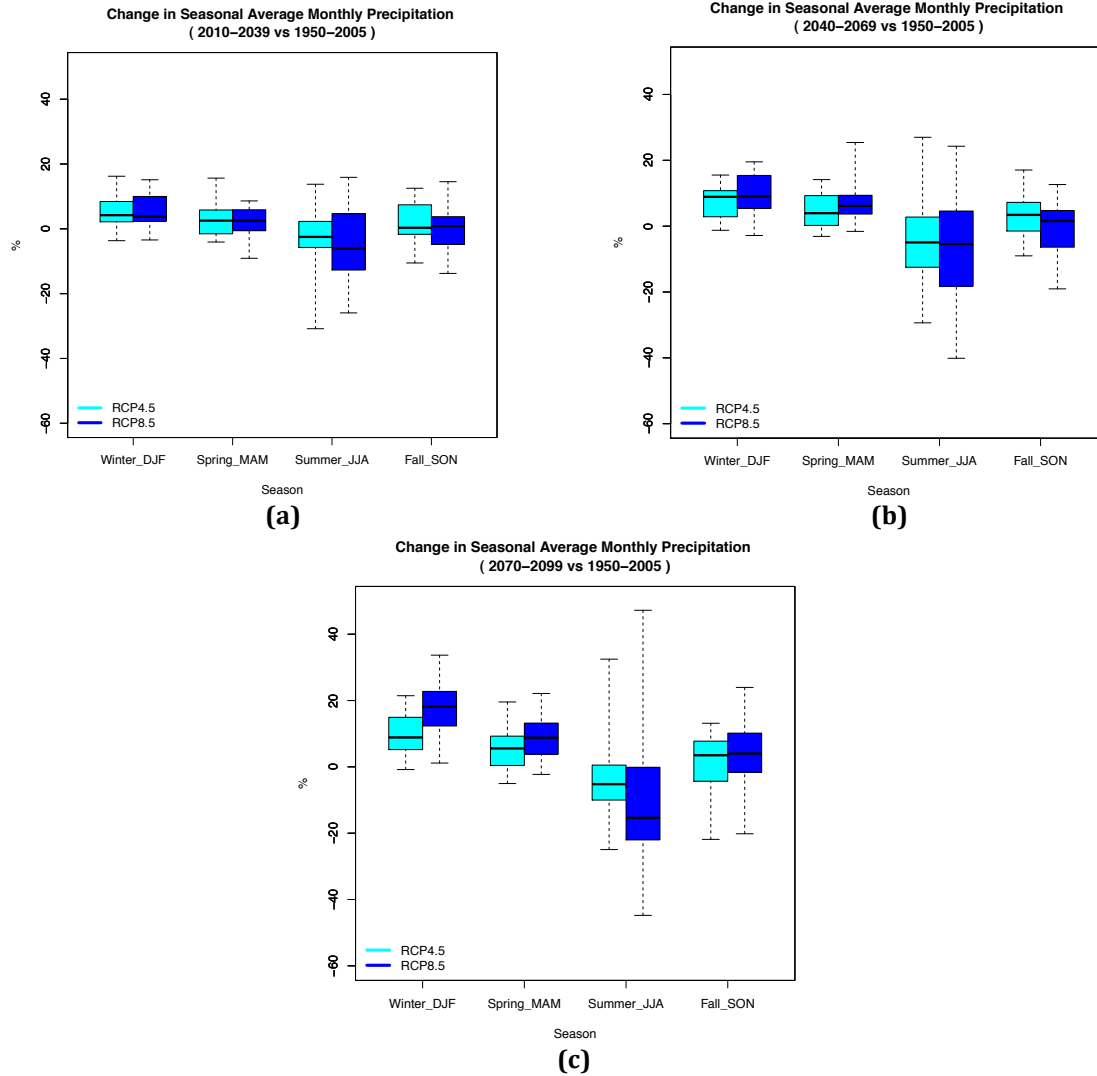 Change in Seasonal Average Monthly Precipitation
( 2010–2039 vs 1950–2005 )
40
20
0
−20
−40
−60
%
RCP4.5
RCP8.5
Winter_DJF Spring_MAM Summer_JJA Fall_SON
Season
(a)
Change in Seasonal Average Monthly Precipitation
( 2040–2069 vs 1950–2005 )
40
20
0
−20
−40
−60
%
RCP4.5
RCP8.5
Winter_DJF Spring_MAM Summer_JJA Fall_SON
Season
(b)
Change in Seasonal Average Monthly Precipitation
( 2070–2099 vs 1950–2005 )
40
20
0
−20
−40
−60
%
RCP4.5
RCP8.5
Winter_DJF Spring_MAM Summer_JJA Fall_SON
Season
(c)